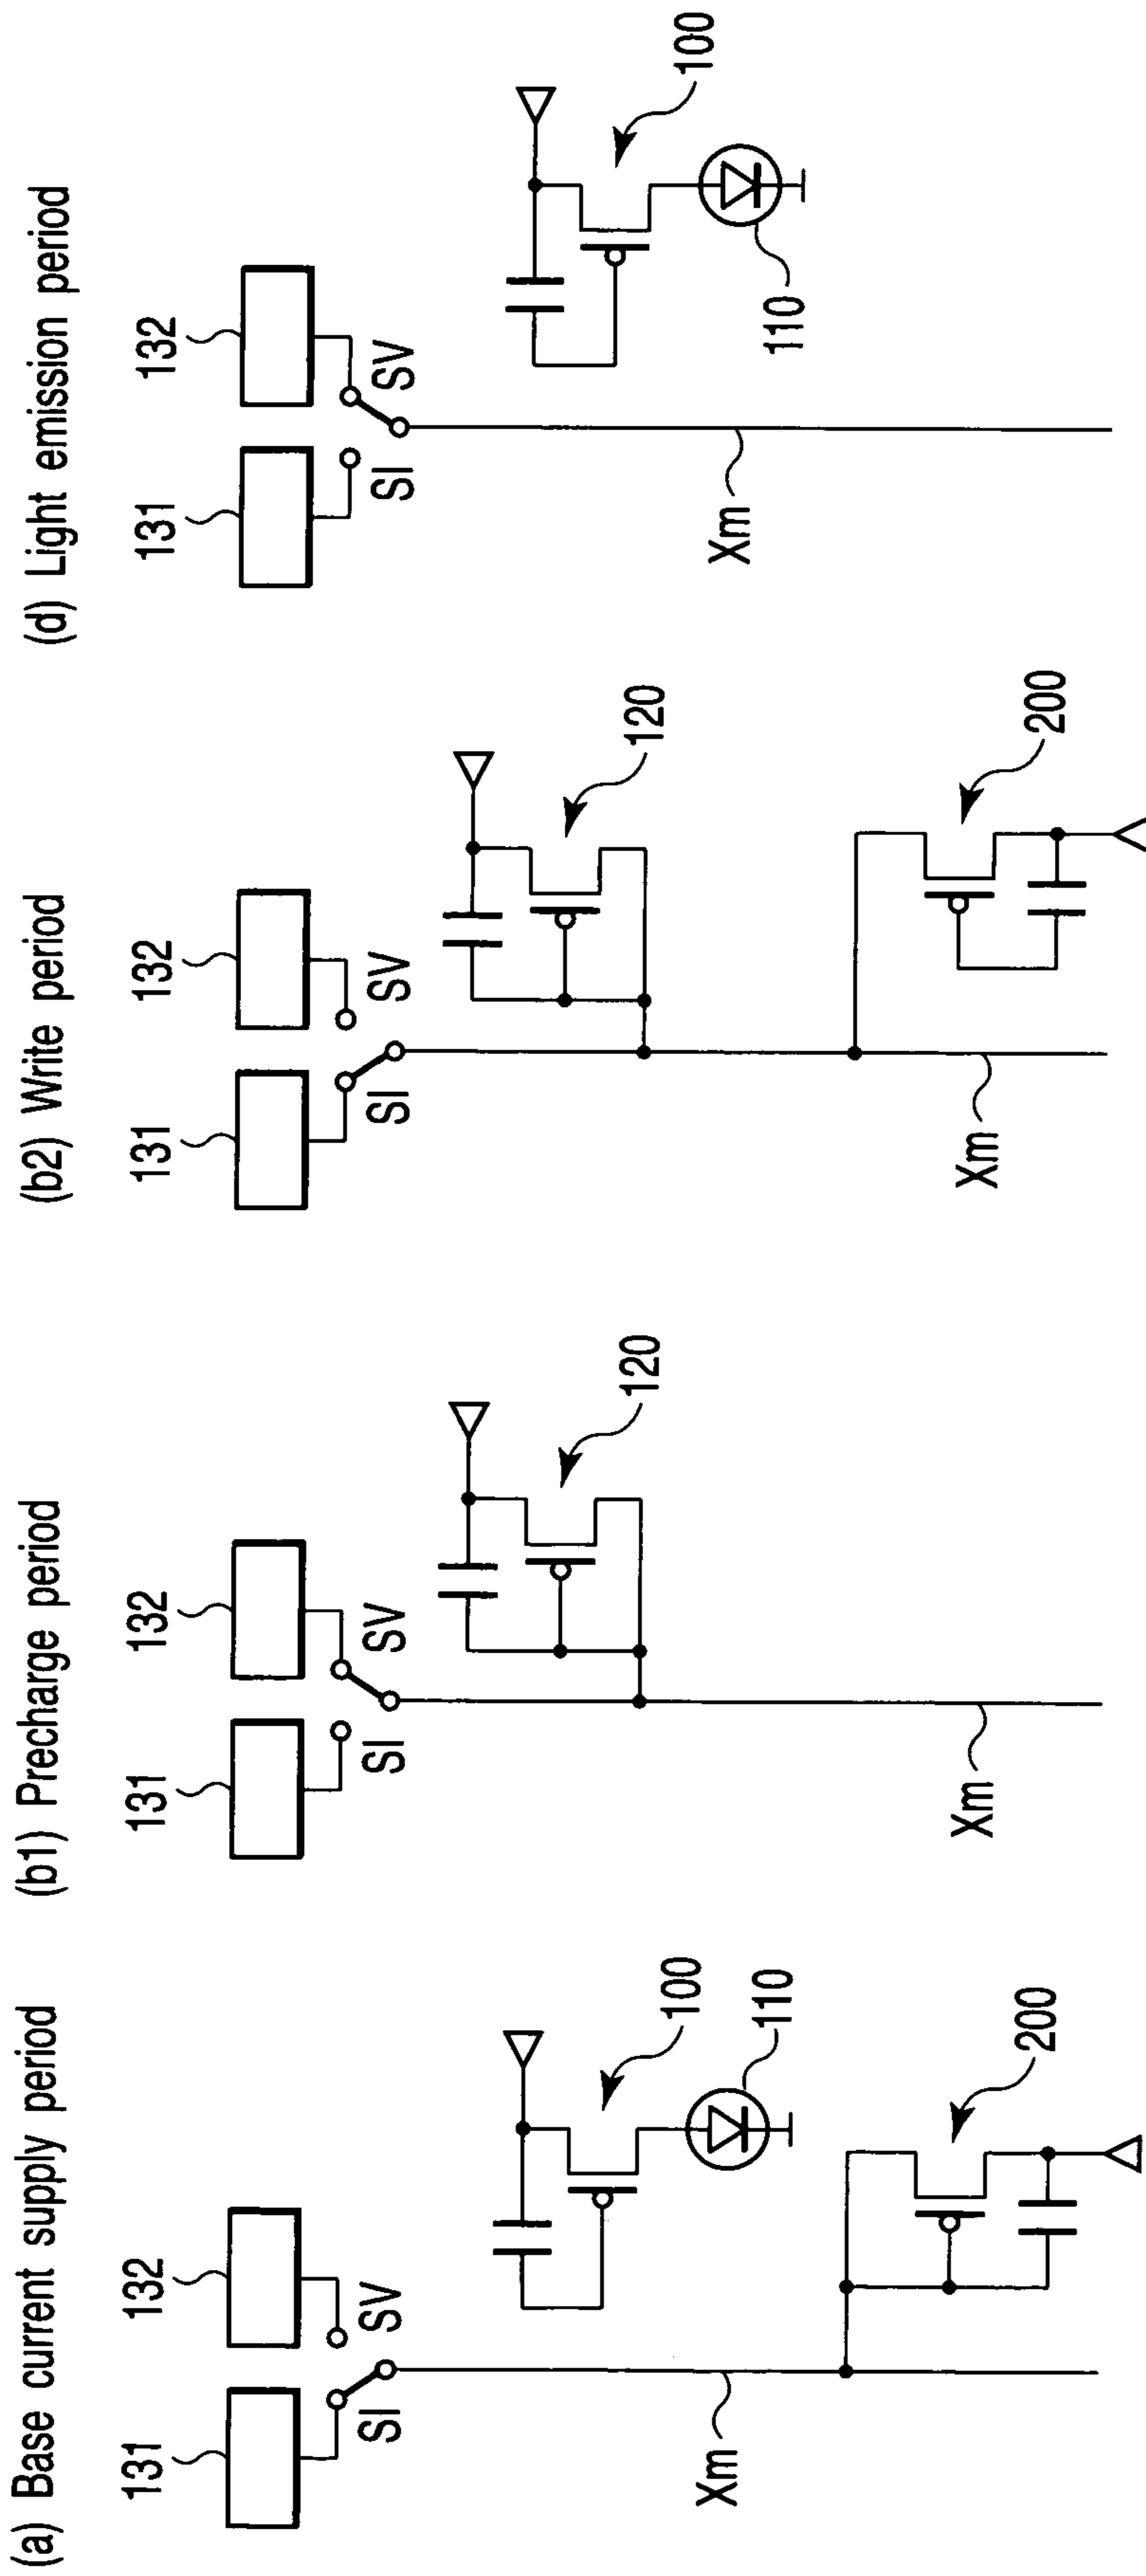 (a) Base current supply period
131
132
SI
SV
100
110
Xm
200
(b1) Precharge period
131
132
SI
SV
120
Xm
(b2) Write period
131
132
SI
SV
120
200
Xm
(d) Light emission period
131
132
SI
SV
100
110
Xm